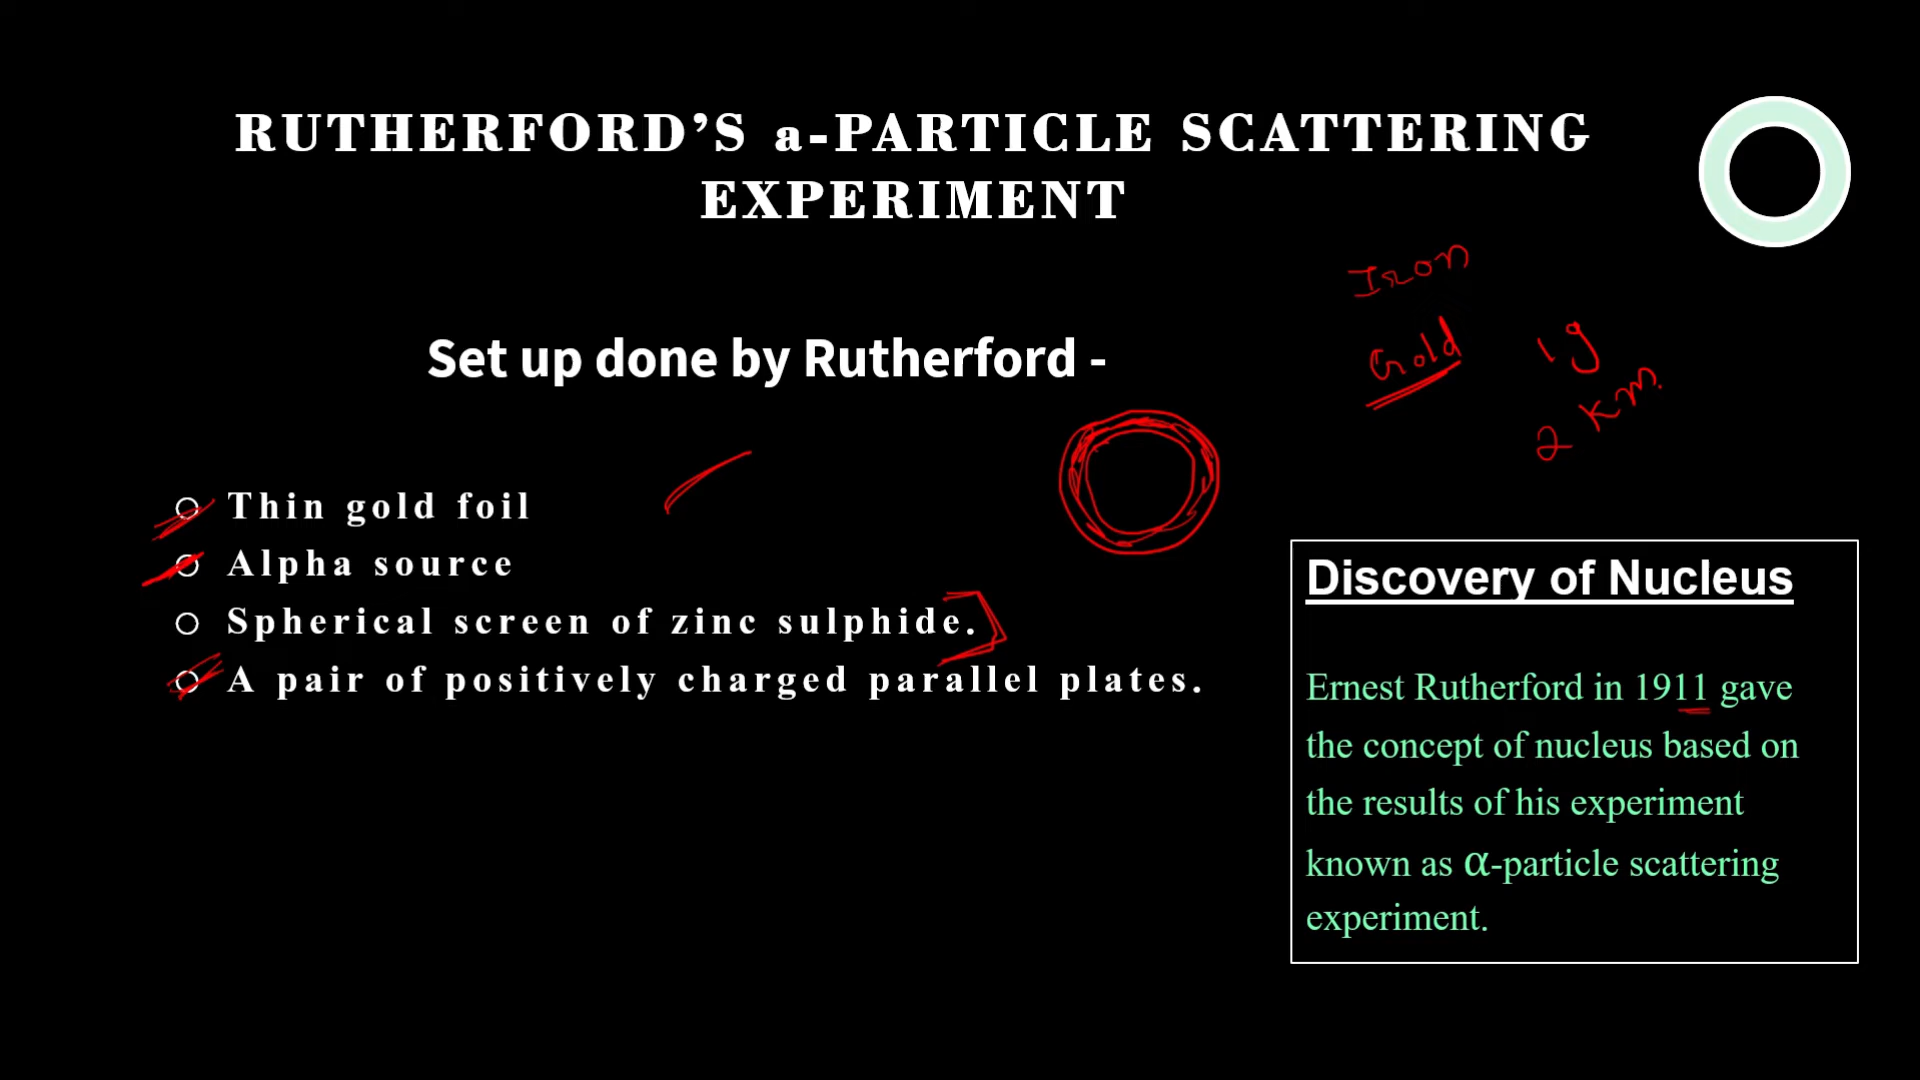 RUTHERFORD’S a-PARTICLE SCATTERING
EXPERIMENT
Iron
Set up done by Rutherford -
Gold 1g
2 Km.
○ Thin gold foil
○ Alpha source
○ Spherical screen of zinc sulphide.
○ A pair of positively charged parallel plates.
Discovery of Nucleus
Ernest Rutherford in 1911 gave
the concept of nucleus based on
the results of his experiment
known as α-particle scattering
experiment.